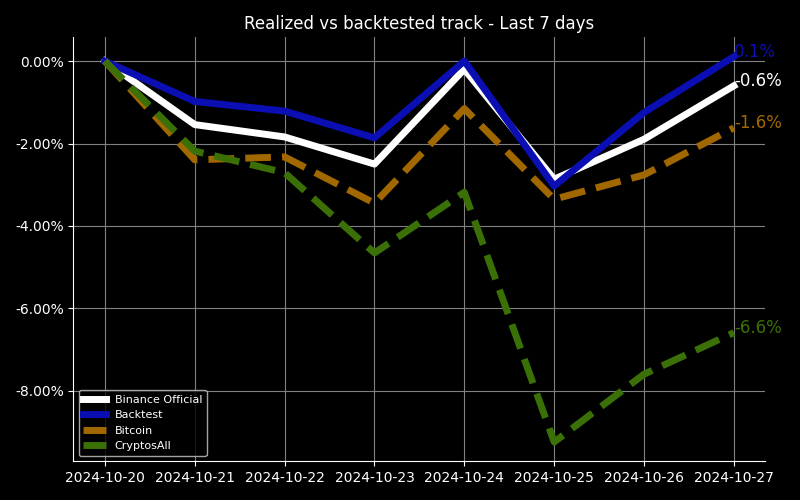 Realized vs backtested track - Last 7 days
0.00%
-2.00%
-4.00%
-6.00%
-8.00%
0.1%
-0.6%
-1.6%
-6.6%
Binance Official
Backtest
Bitcoin
CryptosAll
2024-10-20 2024-10-21 2024-10-22 2024-10-23 2024-10-24 2024-10-25 2024-10-26 2024-10-27